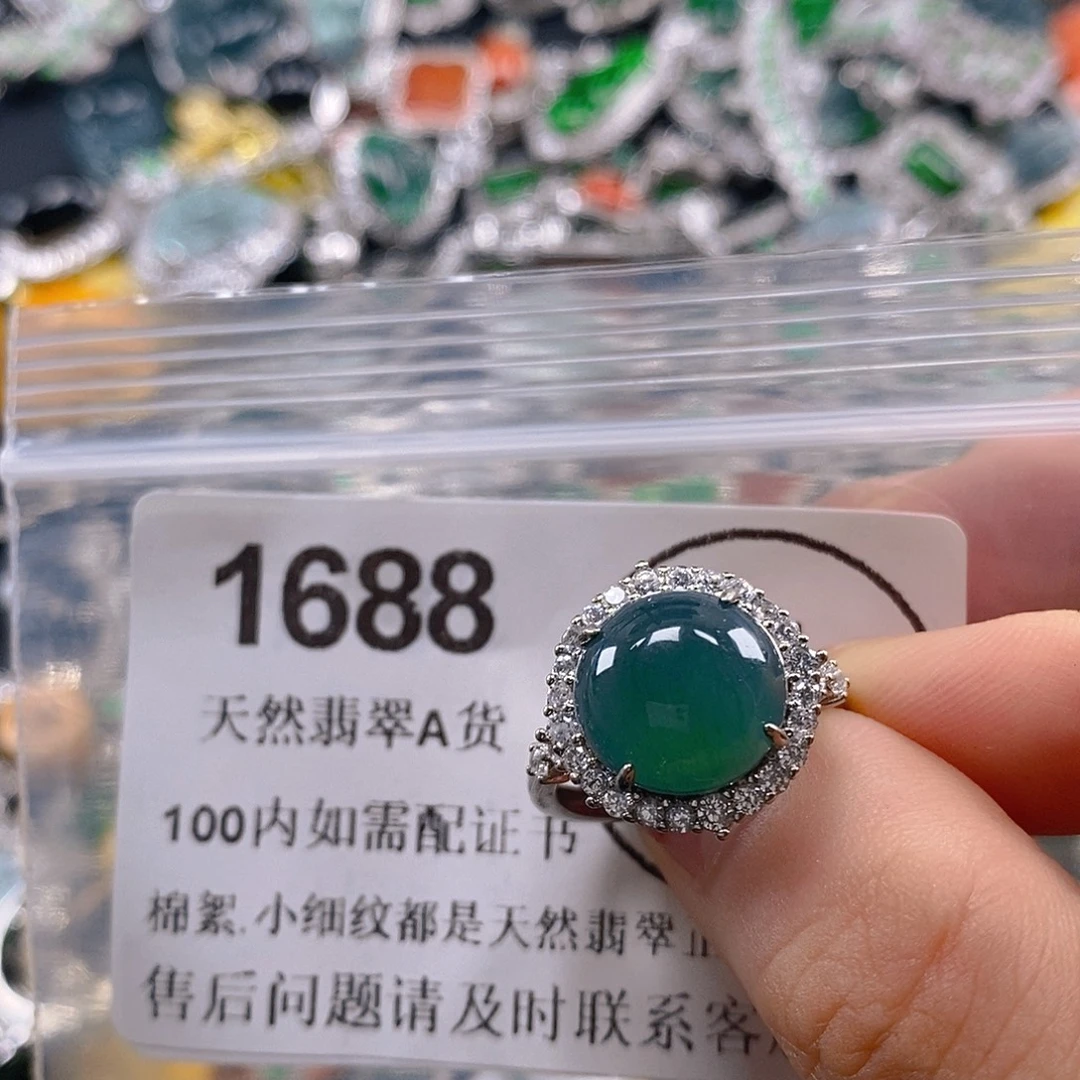 1688
天然翡翠A货
100内如需配证书
棉絮.小细纹都是天然翡翠
售后问题请及时联系客